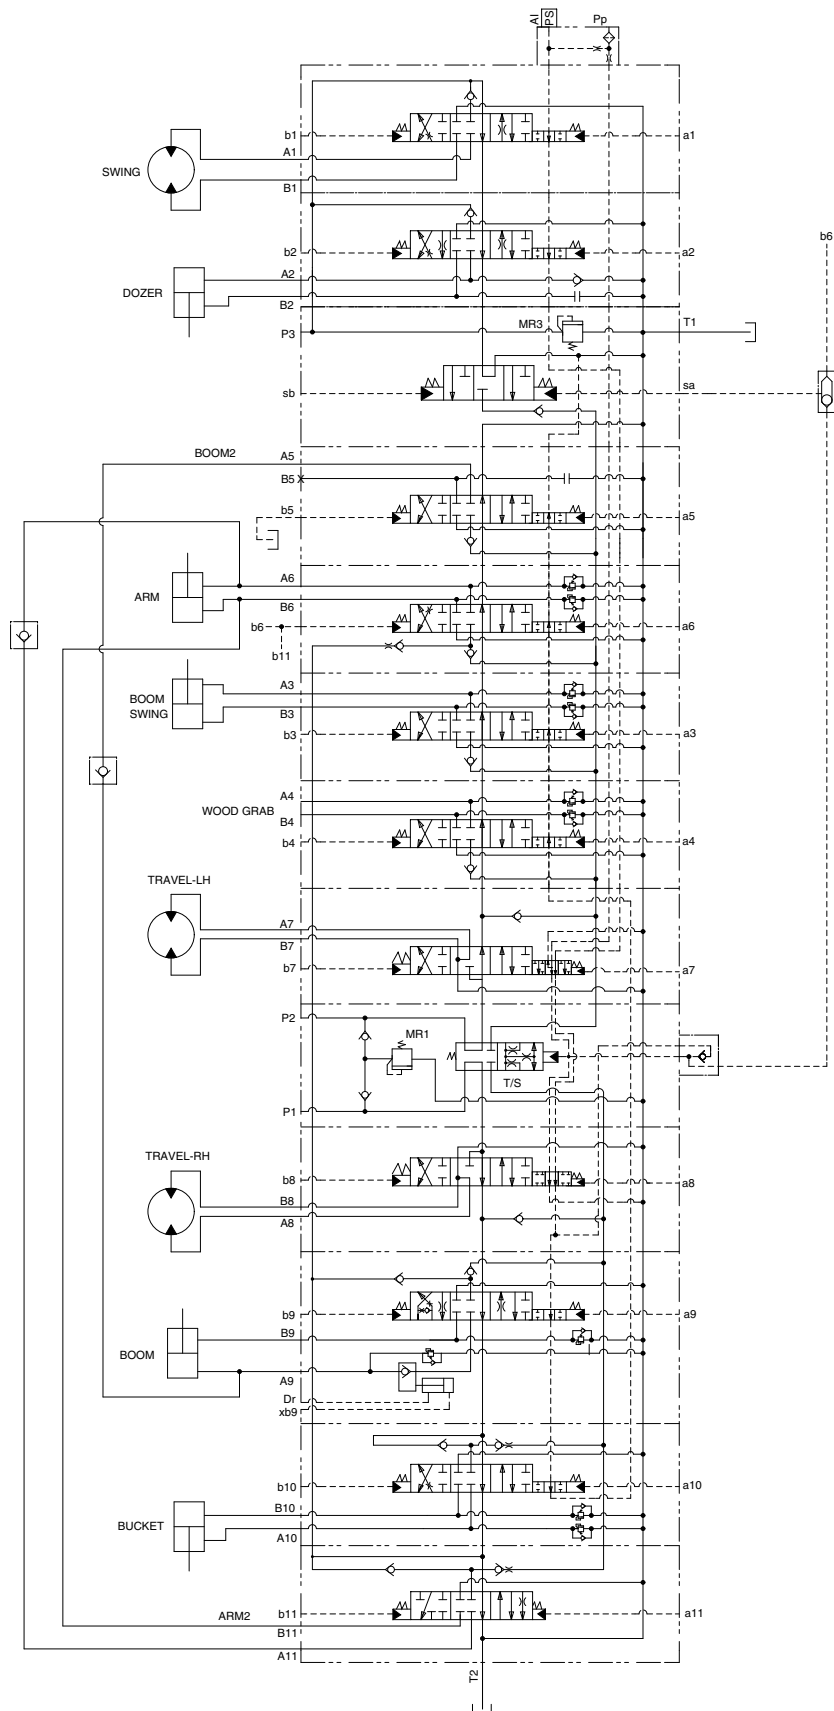 AI
PS
Pp
b1
A1
a1
SWING
B1
b2
a2
b6
A2
DOZER
B2
P3
MR3
T1
sb
sa
BOOM2
A5
B5
b5
a5
A6
ARM
B6
b6
a6
b11
A3
BOOM
SWING
B3
b3
a3
A4
WOOD GRAB
B4
b4
a4
TRAVEL-LH
A7
B7
b7
a7
P2
MR1
T/S
P1
TRAVEL-RH
b8
a8
B8
A8
b9
a9
B9
BOOM
A9
Dr
xb9
b10
a10
B10
BUCKET
A10
b11
a11
ARM2
B11
A11
T2